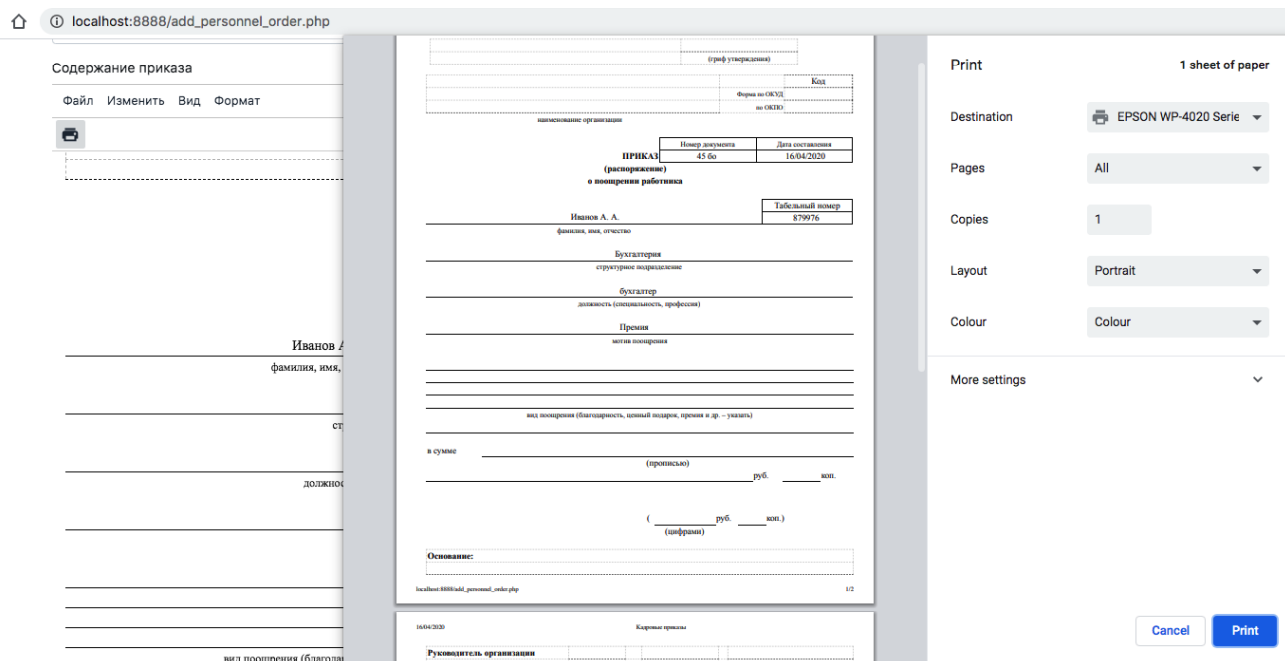 localhost:8888/add_personnel_order.php
Содержание приказа
Файл Изменить Вид Формат
Иванов А
фамилия, имя,
ст
должнос
вид поощрения (благодар
(гриф утверждения)
Код
Форма по ОКУД
по ОКПО
наименование организации
Номер документа Дата составления
ПРИКАЗ 45 бо 16/04/2020
(распоряжение)
о поощрении работника
Табельный номер
Иванов А. А. 879976
фамилия, имя, отчество
Бухгалтерия
структурное подразделение
бухгалтер
должность (специальность, профессия)
Премия
мотив поощрения
вид поощрения (благодарность, ценный подарок, премия и др. – указать)
в сумме
(прописью)
руб. коп.
( руб. коп.)
(цифрами)
Основание:
localhost:8888/add_personnel_order.php 1/2
16/04/2020 Кадровые приказы
Руководитель организации
Print 1 sheet of paper
Destination EPSON WP-4020 Serie
Pages All
Copies 1
Layout Portrait
Colour Colour
More settings
Cancel Print